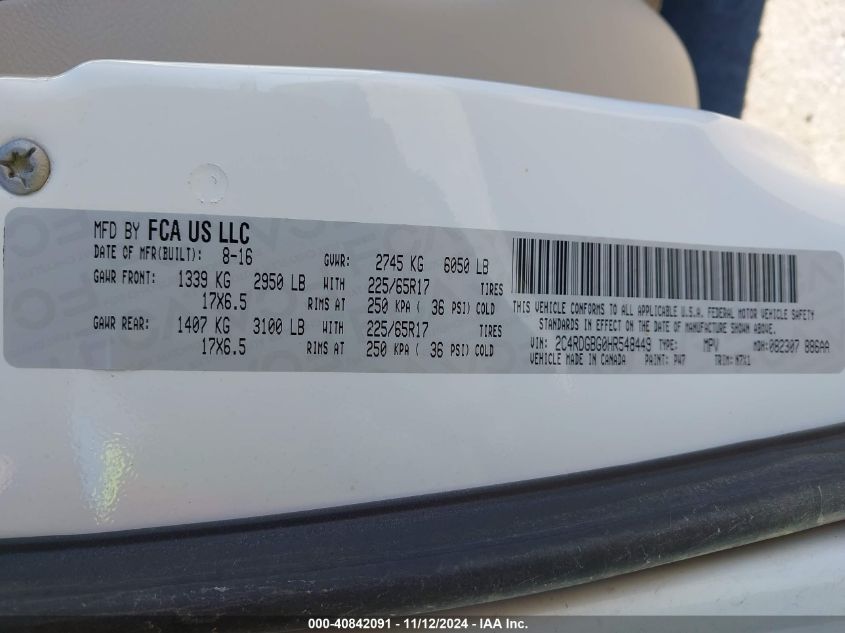 MFD BY FCA US LLC
DATE OF MFR(BUILT): 8-16 GVWR: 2745 KG 6050 LB
GAWR FRONT: 1339 KG 2950 LB WITH 225/65R17 TIRES
17X6.5 RIMS AT 250 KPA ( 36 PSI) COLD
GAWR REAR: 1407 KG 3100 LB WITH 225/65R17 TIRES
17X6.5 RIMS AT 250 KPA ( 36 PSI) COLD
THIS VEHICLE CONFORMS TO ALL APPLICABLE U.S.A. FEDERAL MOTOR VEHICLE SAFETY
STANDARDS IN EFFECT ON THE DATE OF MANUFACTURE SHOWN ABOVE.
VIN: 2C4RDGBG0HR548449 TYPE: MPV MDH: 082307 886AA
VEHICLE MADE IN CANADA PAINT: PW7 TRIM: N7X1
000-40842091 - 11/12/2024 - IAA Inc.